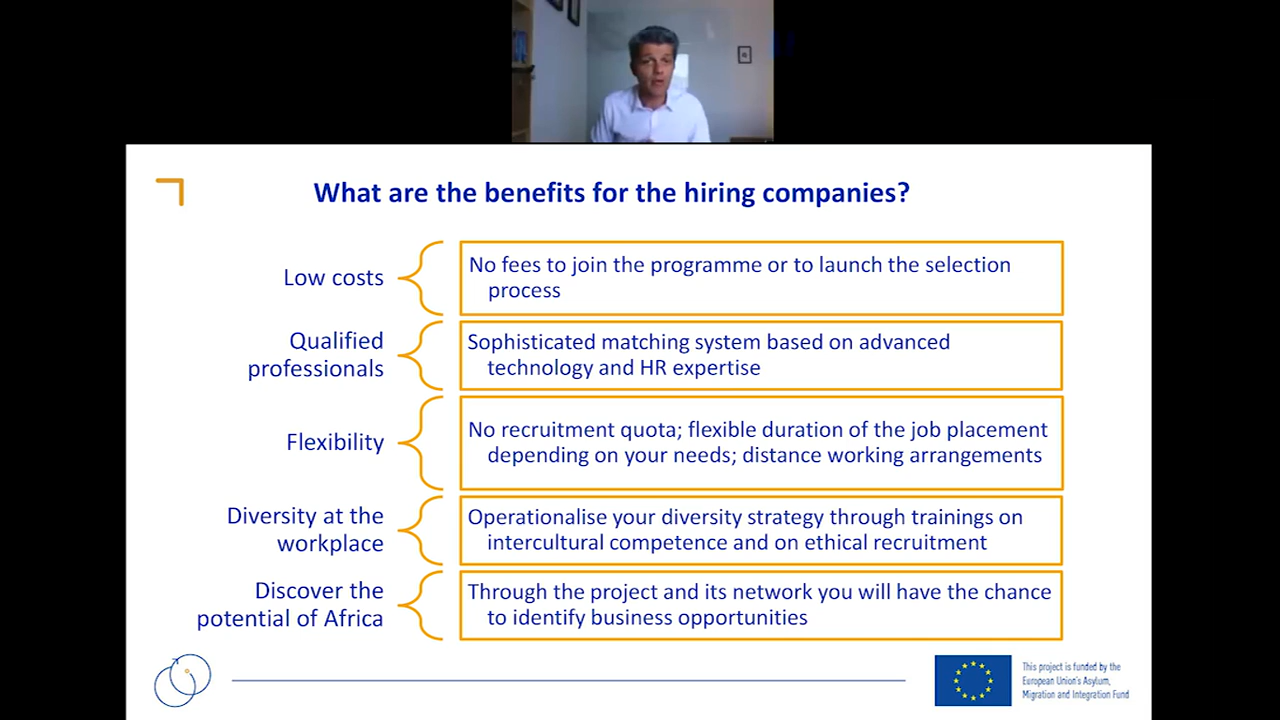 What are the benefits for the hiring companies?
Low costs
No fees to join the programme or to launch the selection
process
Qualified
professionals
Sophisticated matching system based on advanced
technology and HR expertise
Flexibility
No recruitment quota; flexible duration of the job placement
depending on your needs; distance working arrangements
Diversity at the
workplace
Operationalise your diversity strategy through trainings on
intercultural competence and on ethical recruitment
Discover the
potential of Africa
Through the project and its network you will have the chance
to identify business opportunities
This project is funded by the
European Union's Asylum,
Migration and Integration Fund